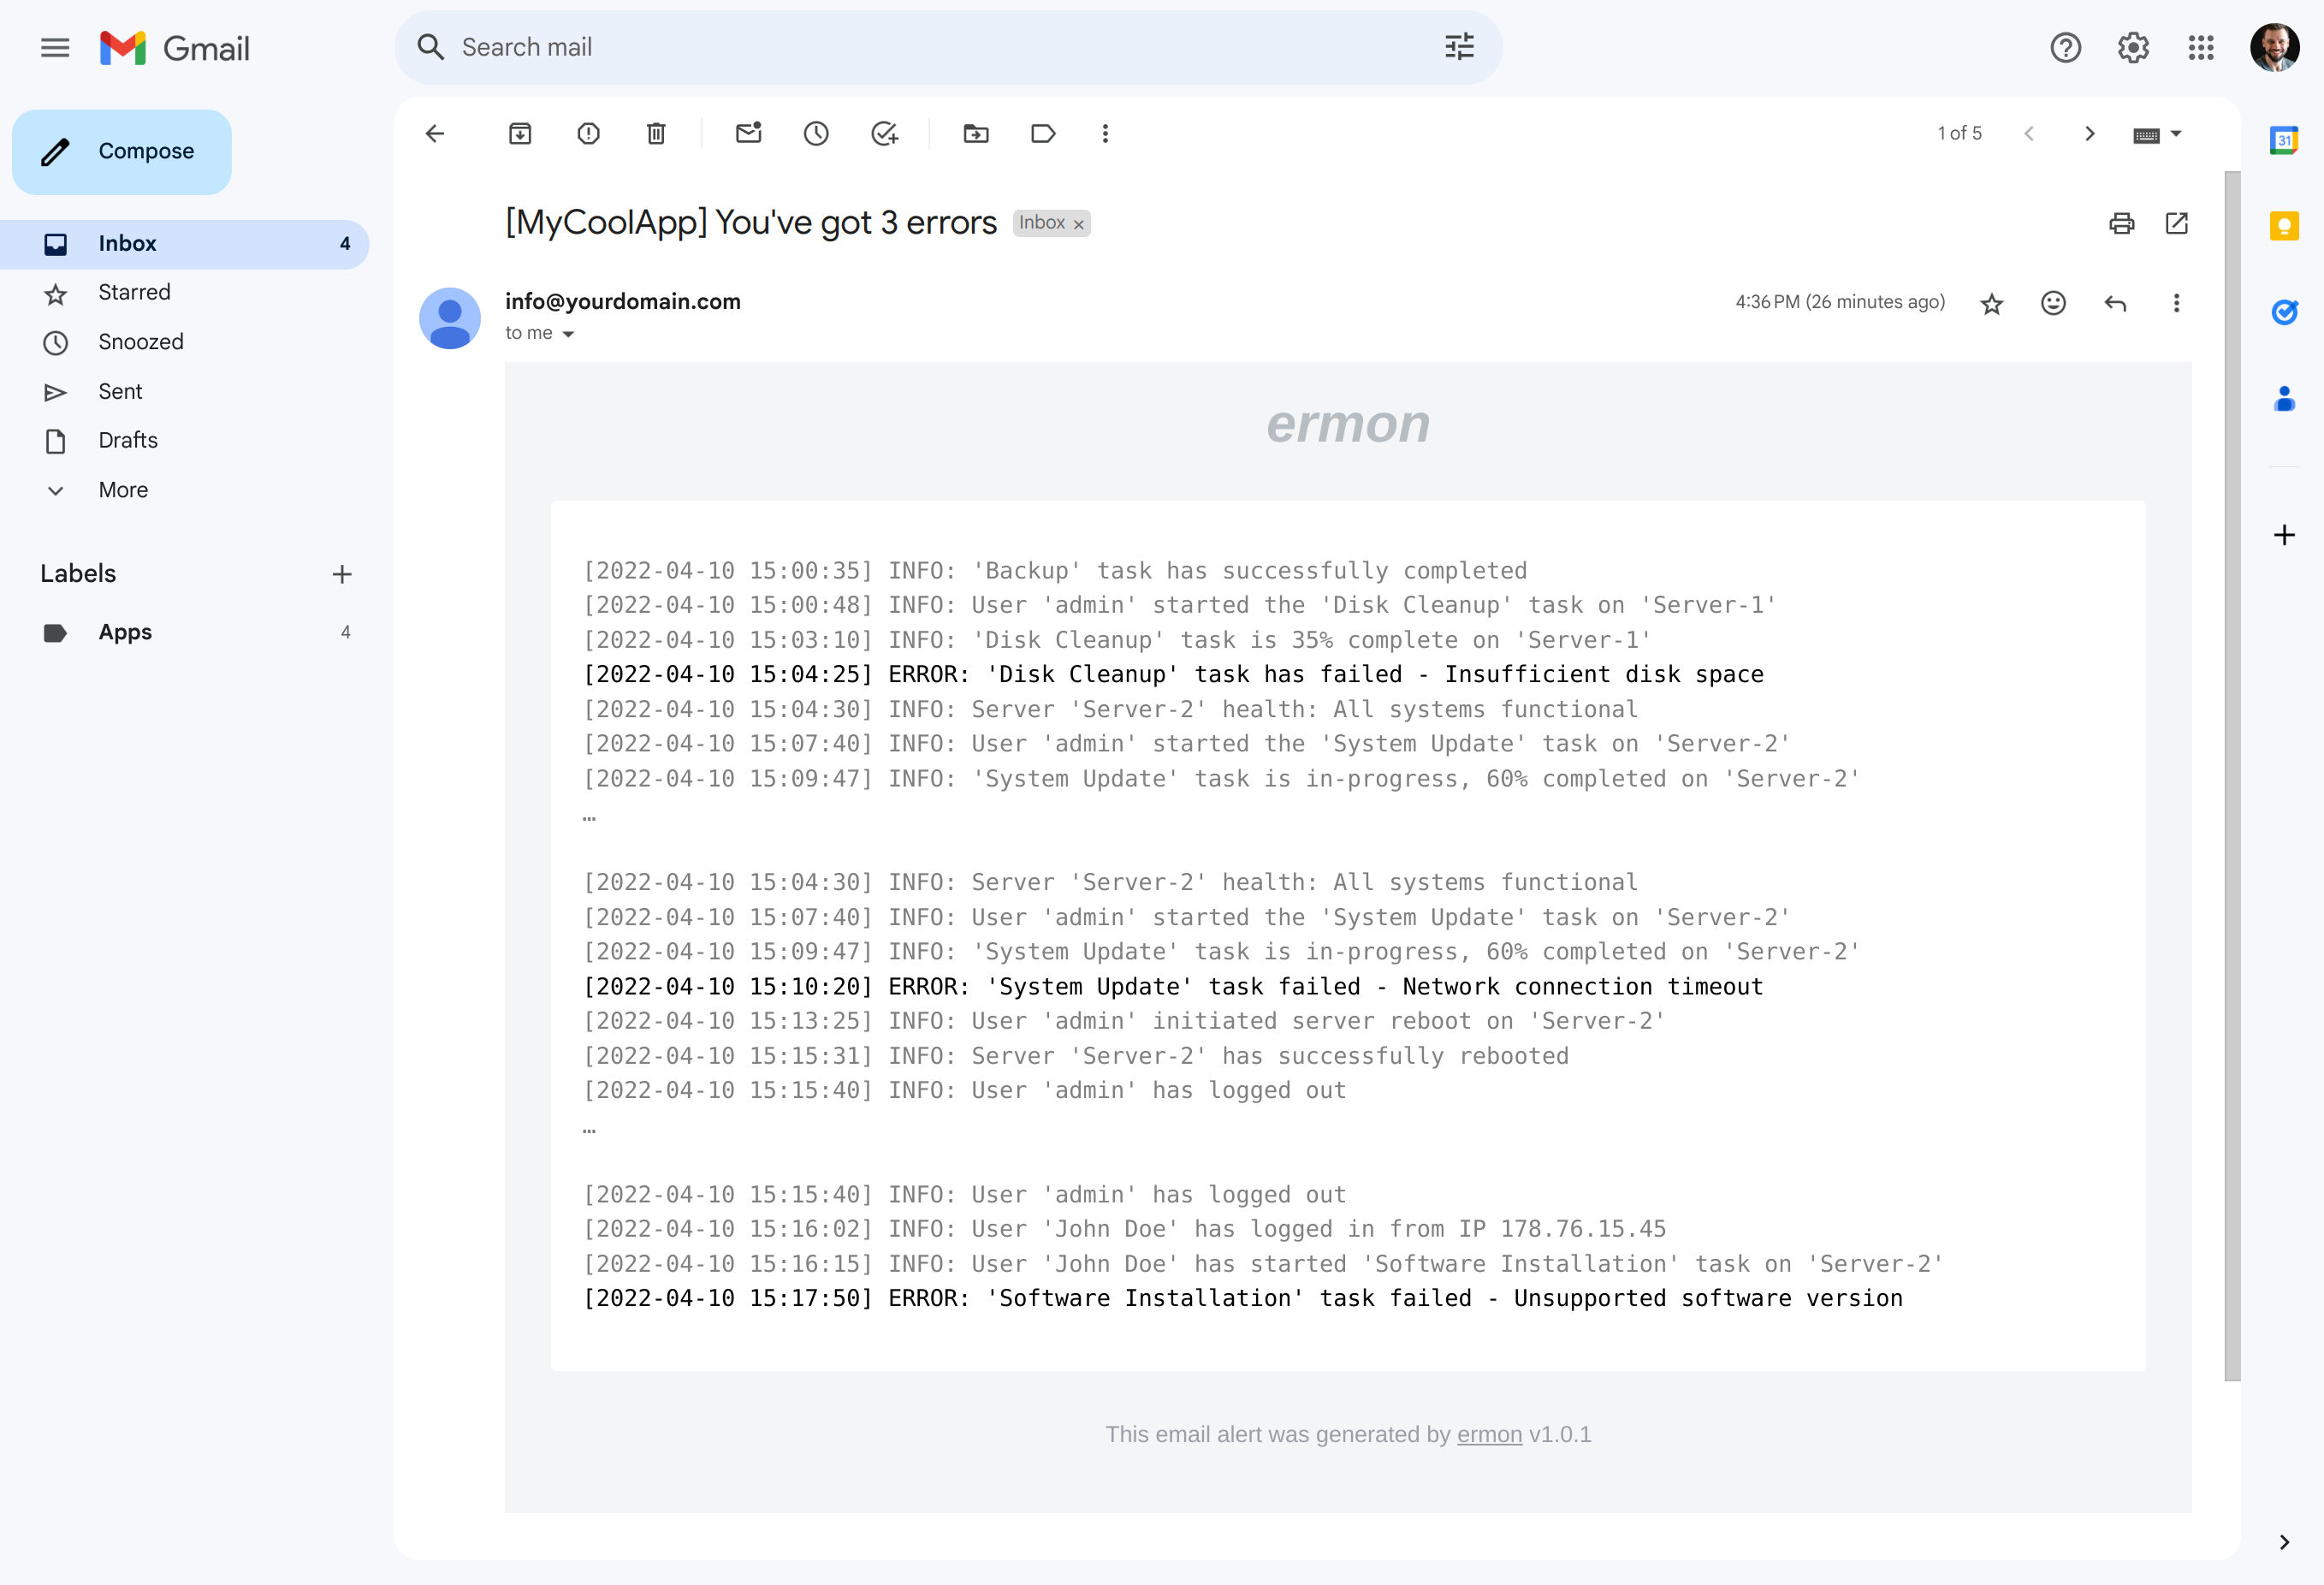 Gmail
Search mail
Compose
Inbox 4
Starred
Snoozed
Sent
Drafts
More
Labels
Apps 4
1 of 5
[MyCoolApp] You've got 3 errors Inbox ×
info@yourdomain.com
4:36 PM (26 minutes ago)
to me
ermon
[2022-04-10 15:00:35] INFO: 'Backup' task has successfully completed
[2022-04-10 15:00:48] INFO: User 'admin' started the 'Disk Cleanup' task on 'Server-1'
[2022-04-10 15:03:10] INFO: 'Disk Cleanup' task is 35% complete on 'Server-1'
[2022-04-10 15:04:25] ERROR: 'Disk Cleanup' task has failed - Insufficient disk space
[2022-04-10 15:04:30] INFO: Server 'Server-2' health: All systems functional
[2022-04-10 15:07:40] INFO: User 'admin' started the 'System Update' task on 'Server-2'
[2022-04-10 15:09:47] INFO: 'System Update' task is in-progress, 60% completed on 'Server-2'
…
[2022-04-10 15:04:30] INFO: Server 'Server-2' health: All systems functional
[2022-04-10 15:07:40] INFO: User 'admin' started the 'System Update' task on 'Server-2'
[2022-04-10 15:09:47] INFO: 'System Update' task is in-progress, 60% completed on 'Server-2'
[2022-04-10 15:10:20] ERROR: 'System Update' task failed - Network connection timeout
[2022-04-10 15:13:25] INFO: User 'admin' initiated server reboot on 'Server-2'
[2022-04-10 15:15:31] INFO: Server 'Server-2' has successfully rebooted
[2022-04-10 15:15:40] INFO: User 'admin' has logged out
…
[2022-04-10 15:15:40] INFO: User 'admin' has logged out
[2022-04-10 15:16:02] INFO: User 'John Doe' has logged in from IP 178.76.15.45
[2022-04-10 15:16:15] INFO: User 'John Doe' has started 'Software Installation' task on 'Server-2'
[2022-04-10 15:17:50] ERROR: 'Software Installation' task failed - Unsupported software version
This email alert was generated by ermon v1.0.1
31